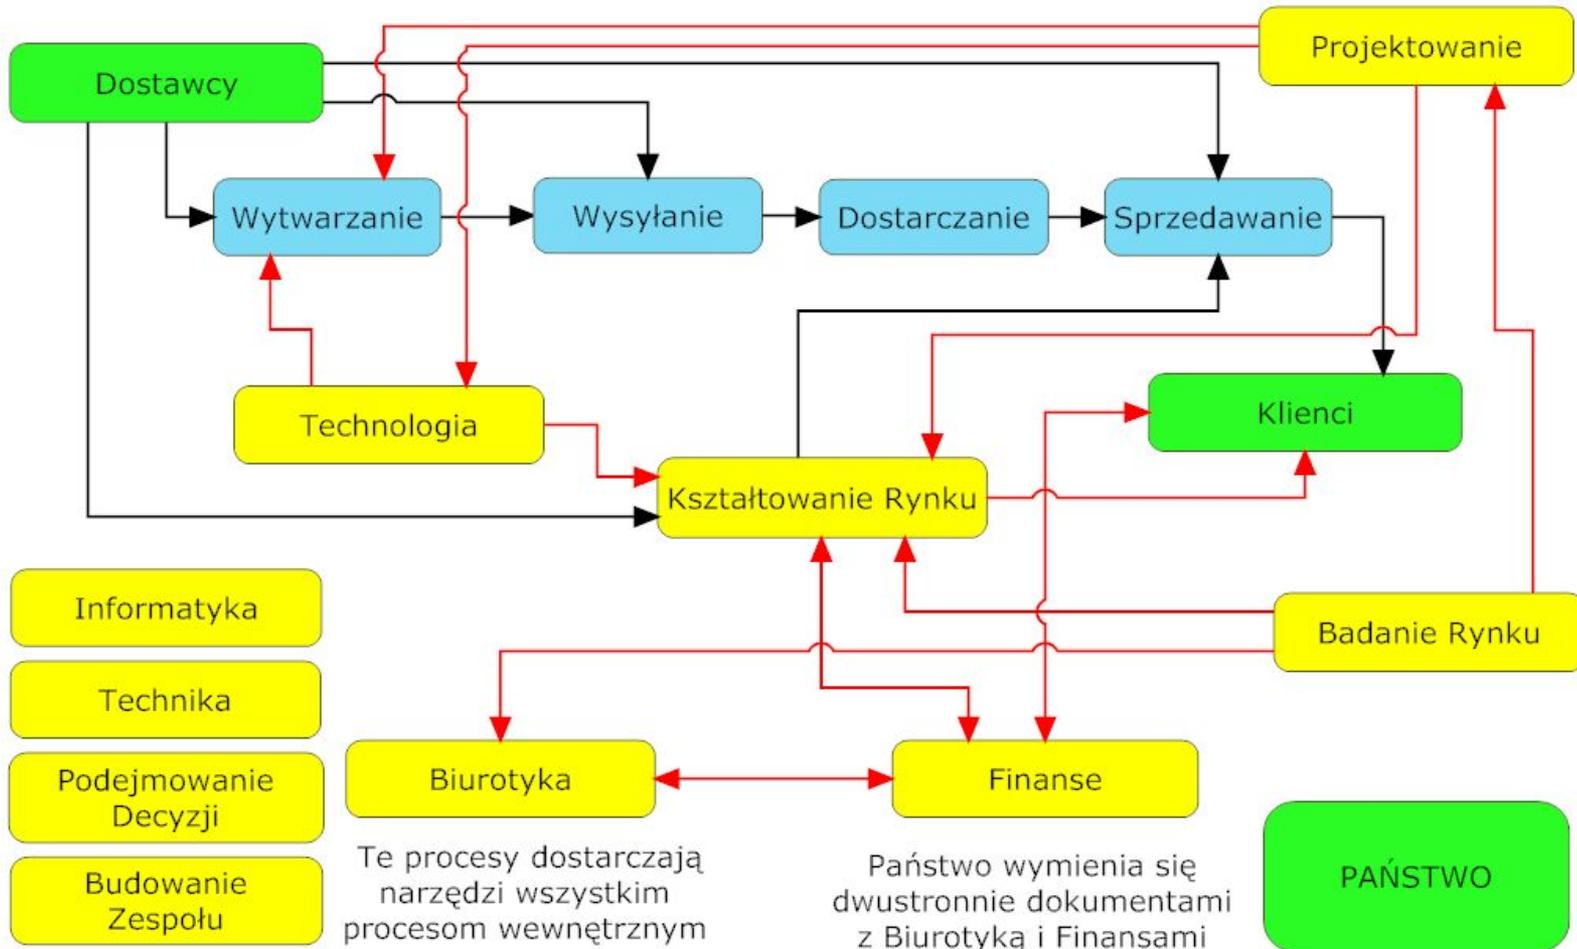 Projektowanie
Dostawcy
Wytwarzanie
Wysyłanie
Dostarczanie
Sprzedawanie
Technologia
Klienci
Kształtowanie Rynku
Informatyka
Badanie Rynku
Technika
Podejmowanie
Decyzji
Biurotyka
Finanse
Budowanie
Zespołu
Te procesy dostarczają
narzędzi wszystkim
procesom wewnętrznym
Państwo wymienia się
dwustronnie dokumentami
z Biurotyką i Finansami
PAŃSTWO